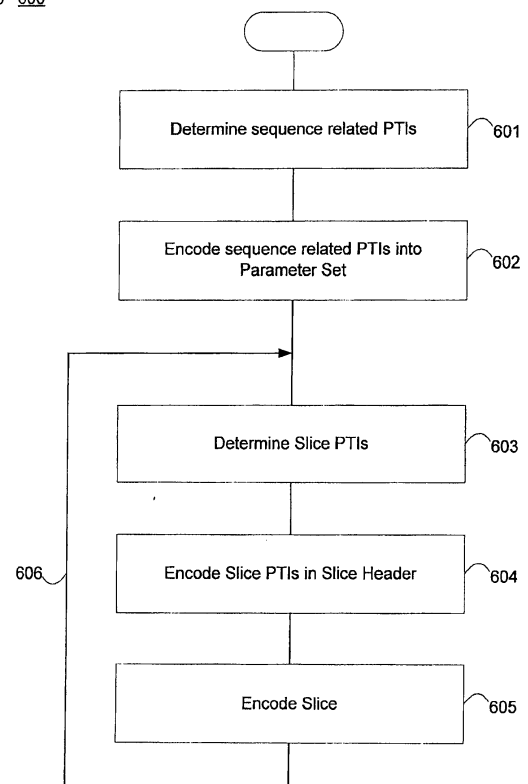 Determine sequence related PTIs
601
Encode sequence related PTIs into
Parameter Set
602
Determine Slice PTIs
603
606
Encode Slice PTIs in Slice Header
604
Encode Slice
605